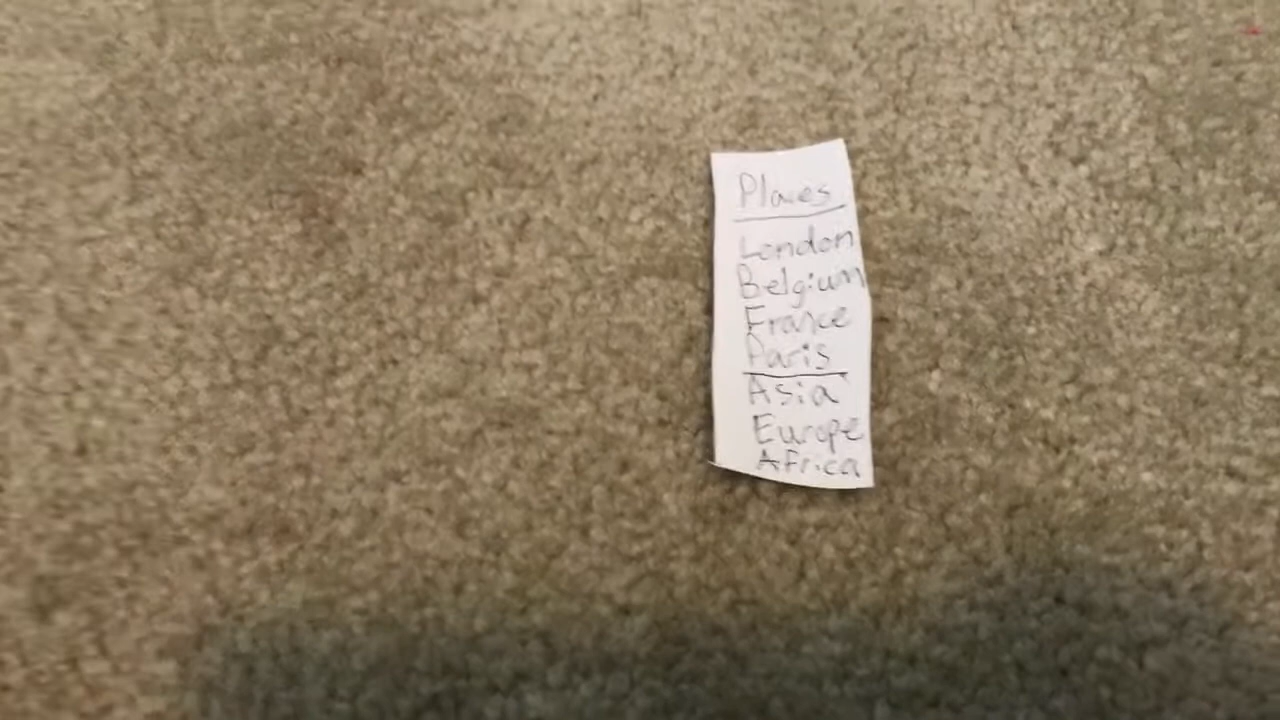 Places
London
Belgium
France
Paris
Asia
Europe
Africa